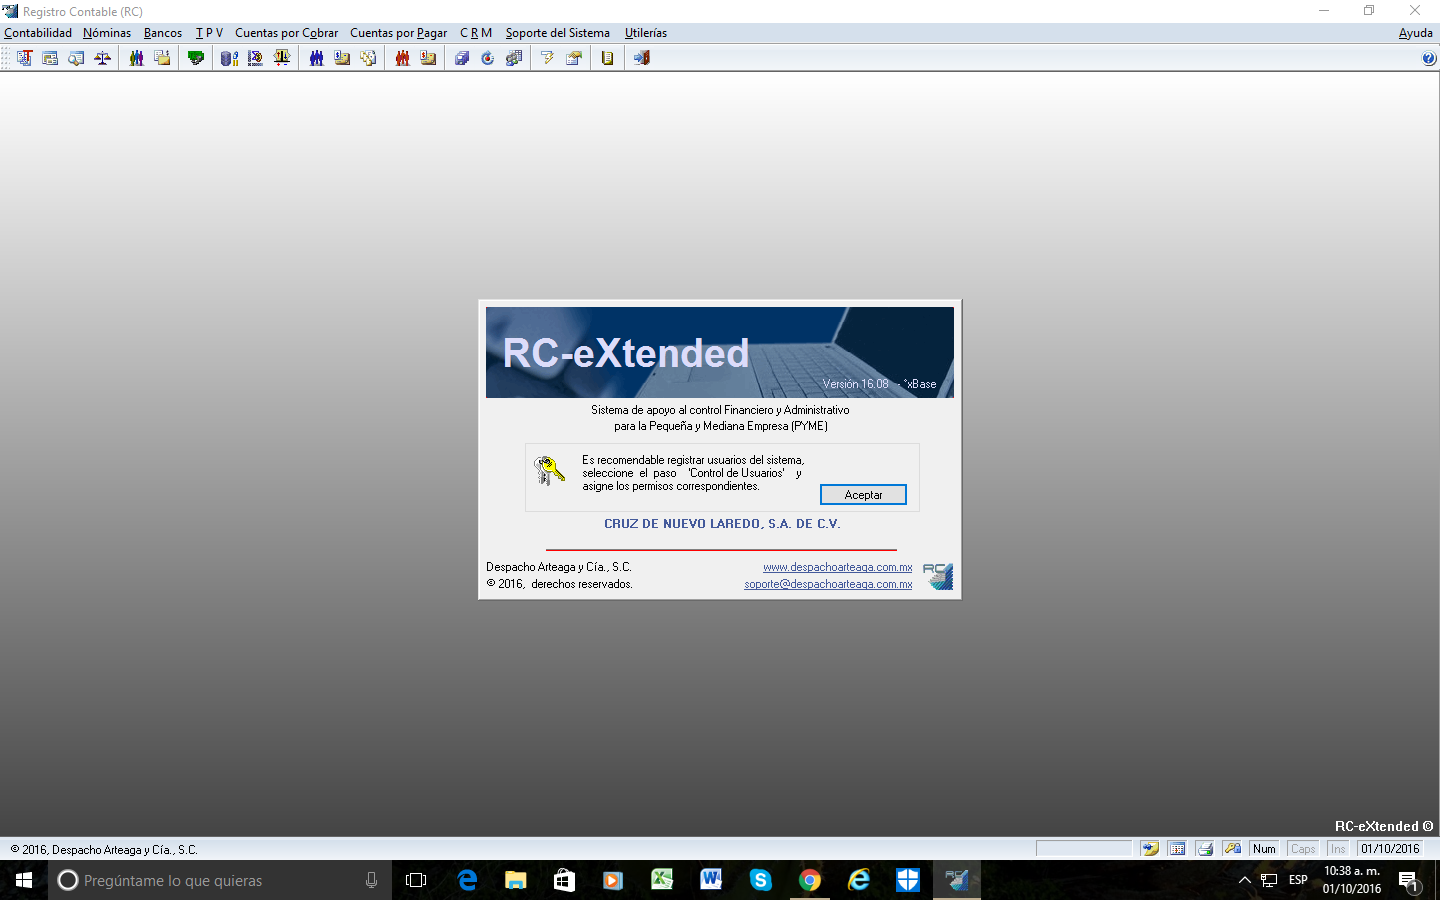 Registro Contable (RC)
Contabilidad Nóminas Bancos T P V Cuentas por Cobrar Cuentas por Pagar C R M Soporte del Sistema Utilerías Ayuda
RC-eXtended
Versión 16.08 - *xBase
Sistema de apoyo al control Financiero y Administrativo
para la Pequeña y Mediana Empresa (PYME)
Es recomendable registrar usuarios del sistema,
seleccione el paso 'Control de Usuarios' y
asigne los permisos correspondientes.
Aceptar
CRUZ DE NUEVO LAREDO, S.A. DE C.V.
Despacho Arteaga y Cía., S.C. www.despachoarteaga.com.mx
© 2016, derechos reservados. soporte@despachoarteaga.com.mx
RC
RC-eXtended ©
© 2016, Despacho Arteaga y Cía., S.C. Num Caps Ins 01/10/2016
Pregúntame lo que quieras ESP 10:38 a. m.
01/10/2016 1